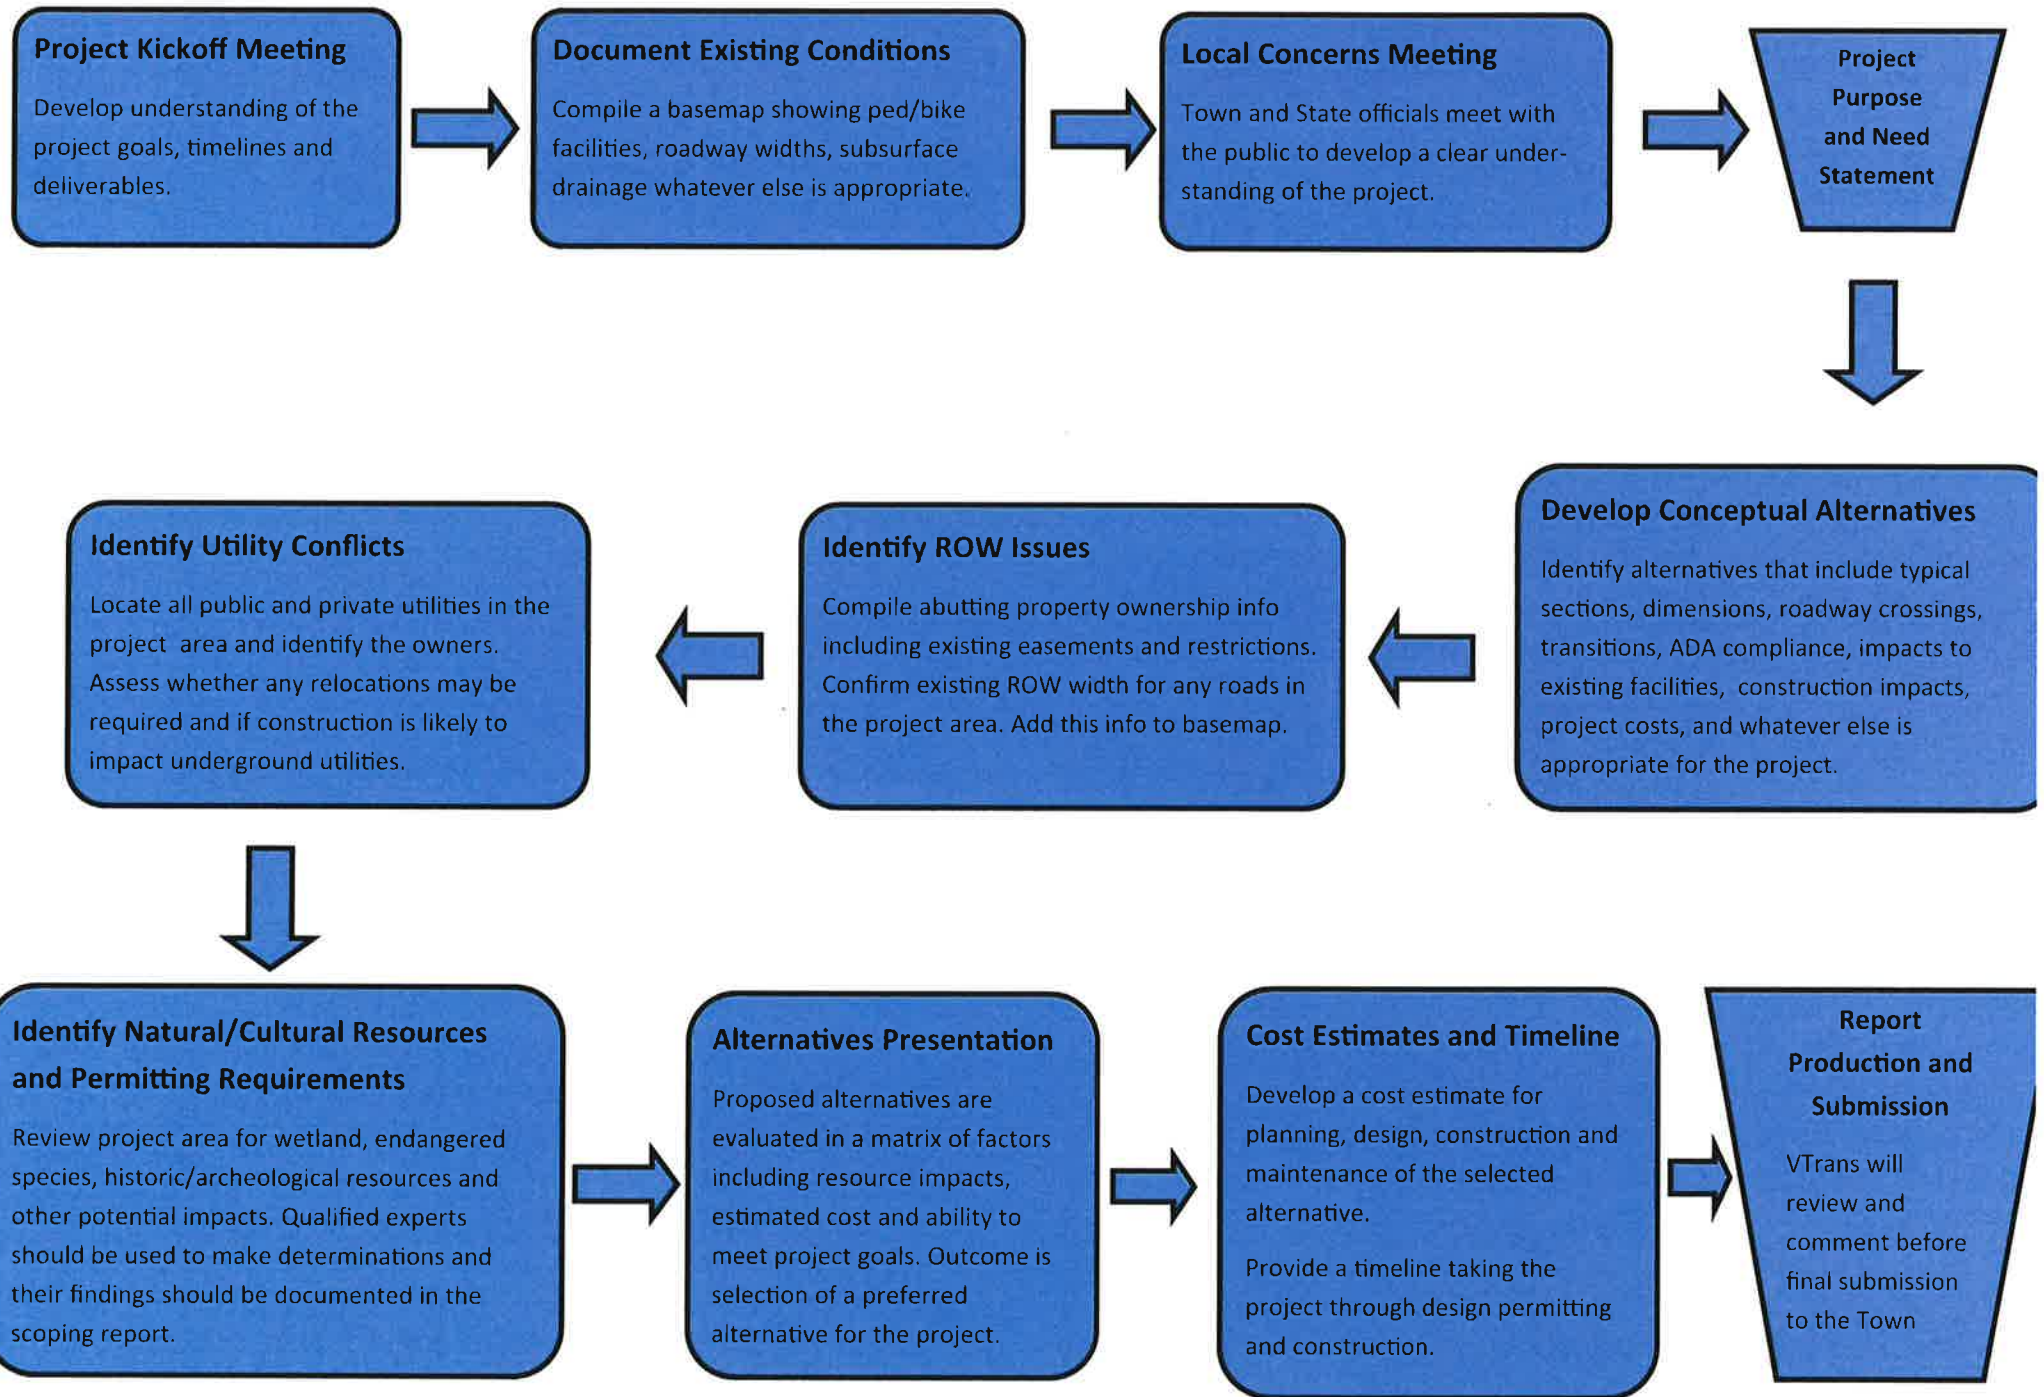 Project Kickoff Meeting
Develop understanding of the
project goals, timelines and
deliverables.
Document Existing Conditions
Compile a basemap showing ped/bike
facilities, roadway widths, subsurface
drainage whatever else is appropriate.
Local Concerns Meeting
Town and State officials meet with
the public to develop a clear under-
standing of the project.
Project
Purpose
and Need
Statement
Develop Conceptual Alternatives
Identify alternatives that include typical
sections, dimensions, roadway crossings,
transitions, ADA compliance, impacts to
existing facilities, construction impacts,
project costs, and whatever else is
appropriate for the project.
Identify ROW Issues
Compile abutting property ownership info
including existing easements and restrictions.
Confirm existing ROW width for any roads in
the project area. Add this info to basemap.
Identify Utility Conflicts
Locate all public and private utilities in the
project area and identify the owners.
Assess whether any relocations may be
required and if construction is likely to
impact underground utilities.
Identify Natural/Cultural Resources
and Permitting Requirements
Review project area for wetland, endangered
species, historic/archeological resources and
other potential impacts. Qualified experts
should be used to make determinations and
their findings should be documented in the
scoping report.
Alternatives Presentation
Proposed alternatives are
evaluated in a matrix of factors
including resource impacts,
estimated cost and ability to
meet project goals. Outcome is
selection of a preferred
alternative for the project.
Cost Estimates and Timeline
Develop a cost estimate for
planning, design, construction and
maintenance of the selected
alternative.
Provide a timeline taking the
project through design permitting
and construction.
Report
Production and
Submission
VTrans will
review and
comment before
final submission
to the Town